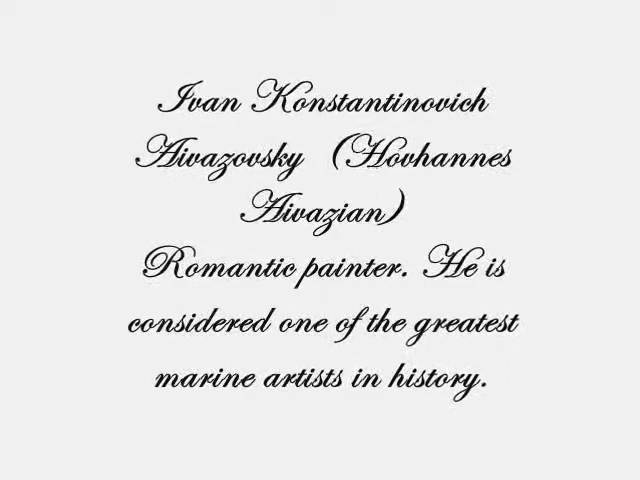 Ivan Konstantinovich
Aivazovsky (Hovhannes
Aivazian)
Romantic painter. He is
considered one of the greatest
marine artists in history.